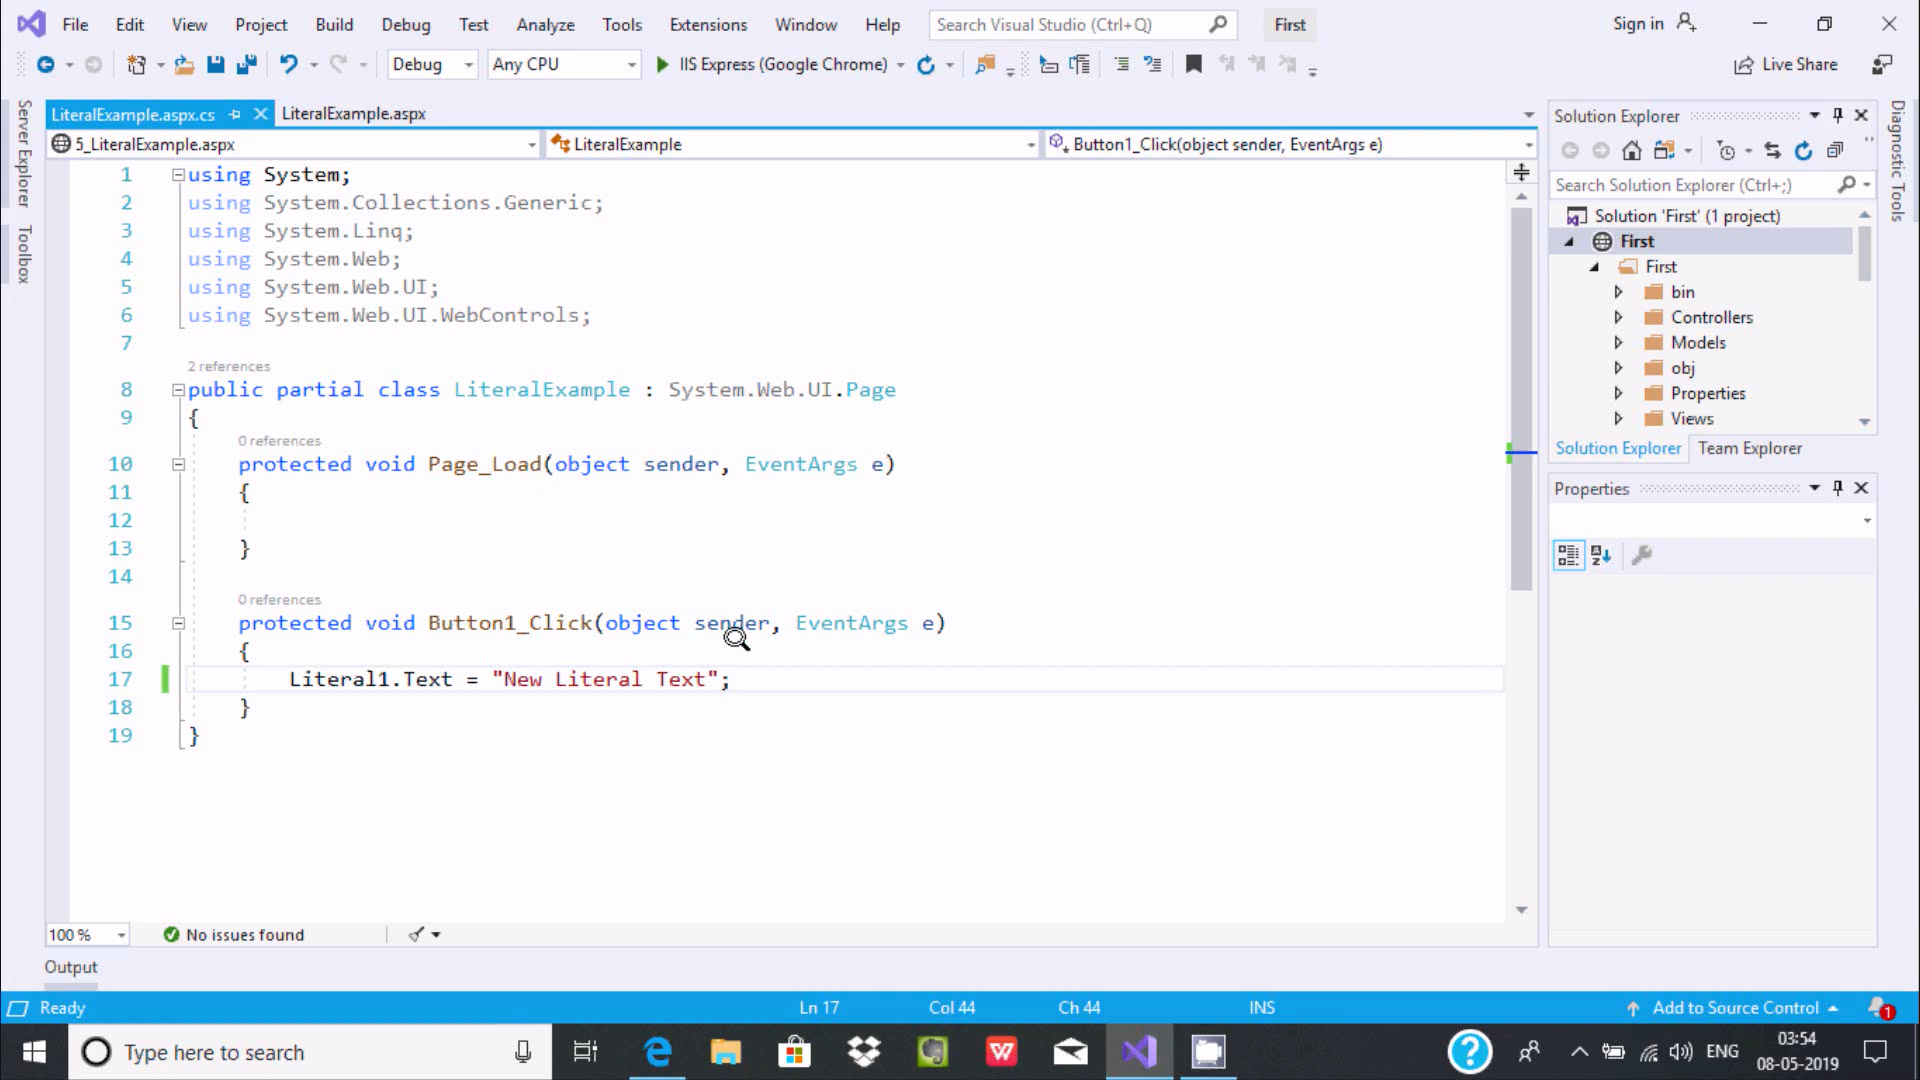 File Edit View Project Build Debug Test Analyze Tools Extensions Window Help Search Visual Studio (Ctrl+Q) First Sign in
Debug Any CPU IIS Express (Google Chrome) Live Share
Server Explorer
Toolbox
LiteralExample.aspx.cs LiteralExample.aspx
5_LiteralExample.aspx LiteralExample Button1_Click(object sender, EventArgs e)
1 using System;
2 using System.Collections.Generic;
3 using System.Linq;
4 using System.Web;
5 using System.Web.UI;
6 using System.Web.UI.WebControls;
7
2 references
8 public partial class LiteralExample : System.Web.UI.Page
9 {
0 references
10 protected void Page_Load(object sender, EventArgs e)
11 {
12
13 }
14
0 references
15 protected void Button1_Click(object sender, EventArgs e)
16 {
17 Literal1.Text = "New Literal Text";
18 }
19 }
100 % No issues found
Output
Solution Explorer
Search Solution Explorer (Ctrl+;)
Solution 'First' (1 project)
First
First
bin
Controllers
Models
obj
Properties
Views
Solution Explorer Team Explorer
Properties
Diagnostic Tools
Ready Ln 17 Col 44 Ch 44 INS Add to Source Control 1
Type here to search ENG 03:54
08-05-2019